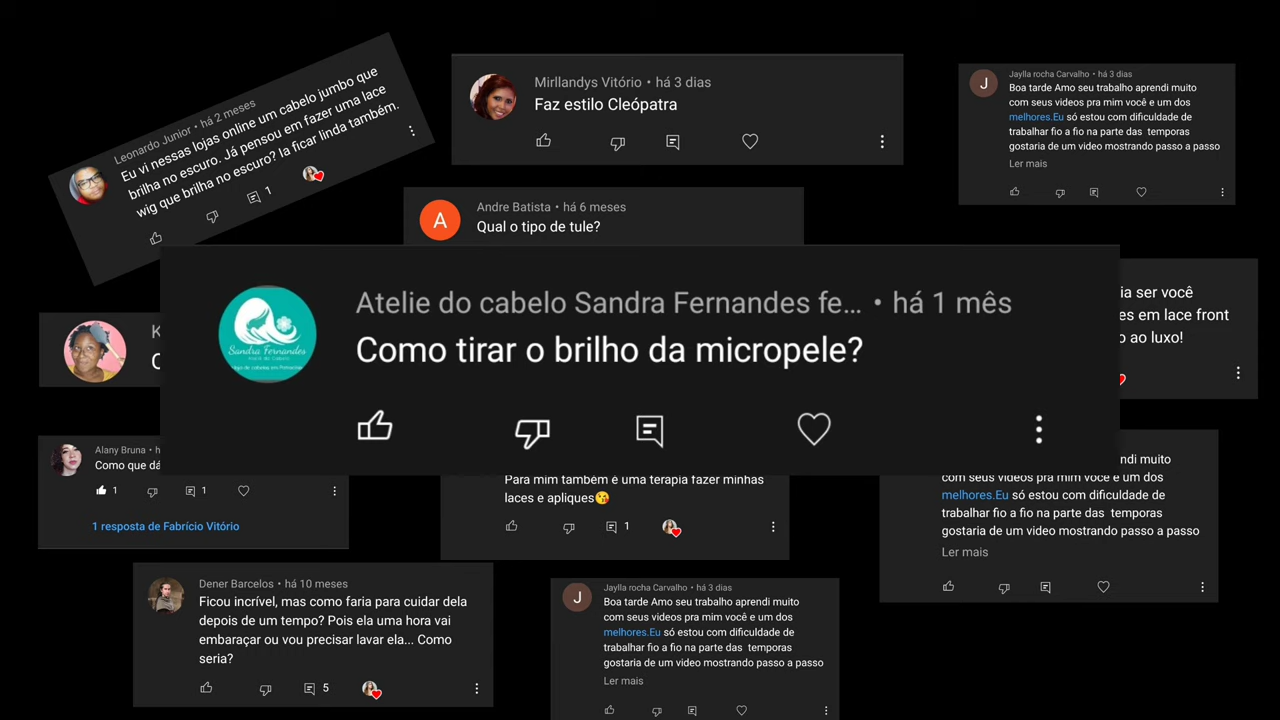 Leonardo Junior • há 2 meses
Eu vi nessas lojas online um cabelo jumbo que
brilha no escuro. Já pensou em fazer uma lace
wig que brilha no escuro? Ia ficar linda também.
1
Mirllandys Vitório • há 3 dias
Faz estilo Cleópatra
J
Jaylla rocha Carvalho • há 3 dias
Boa tarde Amo seu trabalho aprendi muito
com seus videos pra mim você e um dos
melhores.Eu só estou com dificuldade de
trabalhar fio a fio na parte das temporas
gostaria de um video mostrando passo a passo
Ler mais
A
Andre Batista • há 6 meses
Qual o tipo de tule?
Sandra Fernandes
Atelie do cabelo Sandra Fernandes fe... • há 1 mês
Como tirar o brilho da micropele?
K
ia ser você
es em lace front
o ao luxo!
Alany Bruna • h
Como que dá
1
1
1 resposta de Fabrício Vitório
Para mim também é uma terapia fazer minhas
laces e apliques😘
1
ndi muito
com seus videos pra mim você e um dos
melhores.Eu só estou com dificuldade de
trabalhar fio a fio na parte das temporas
gostaria de um video mostrando passo a passo
Ler mais
Dener Barcelos • há 10 meses
Ficou incrível, mas como faria para cuidar dela
depois de um tempo? Pois ela uma hora vai
embaraçar ou vou precisar lavar ela... Como
seria?
5
J
Jaylla rocha Carvalho • há 3 dias
Boa tarde Amo seu trabalho aprendi muito
com seus videos pra mim você e um dos
melhores.Eu só estou com dificuldade de
trabalhar fio a fio na parte das temporas
gostaria de um video mostrando passo a passo
Ler mais